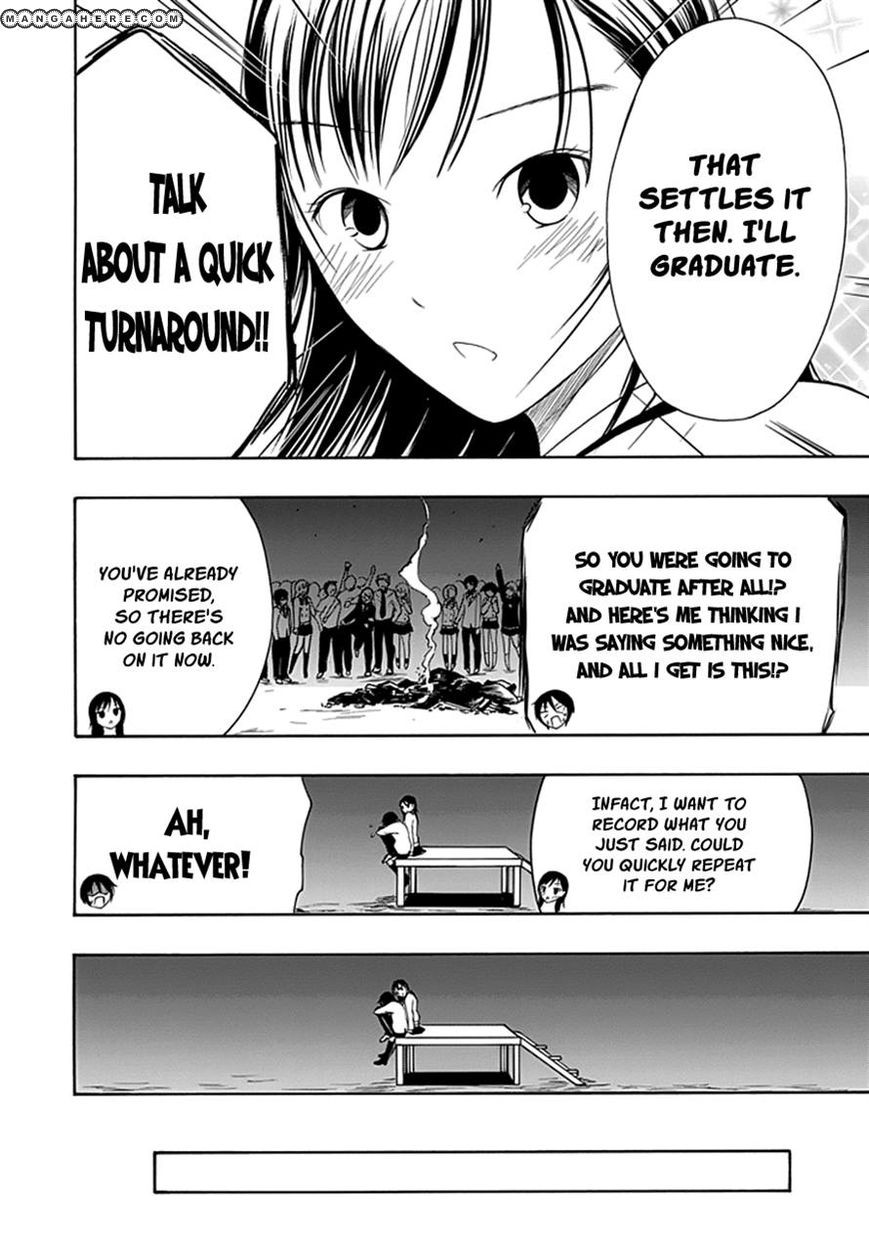 MANGAHERE.COM
THAT
SETTLES IT
THEN. I'LL
GRADUATE.
TALK
ABOUT A QUICK
TURNAROUND!!
SO YOU WERE GOING TO
GRADUATE AFTER ALL!?
AND HERE'S ME THINKING I
WAS SAYING SOMETHING NICE,
AND ALL I GET IS THIS!?
YOU'VE ALREADY
PROMISED,
SO THERE'S
NO GOING BACK
ON IT NOW.
INFACT, I WANT TO
RECORD WHAT YOU
JUST SAID. COULD
YOU QUICKLY REPEAT
IT FOR ME?
AH,
WHATEVER!